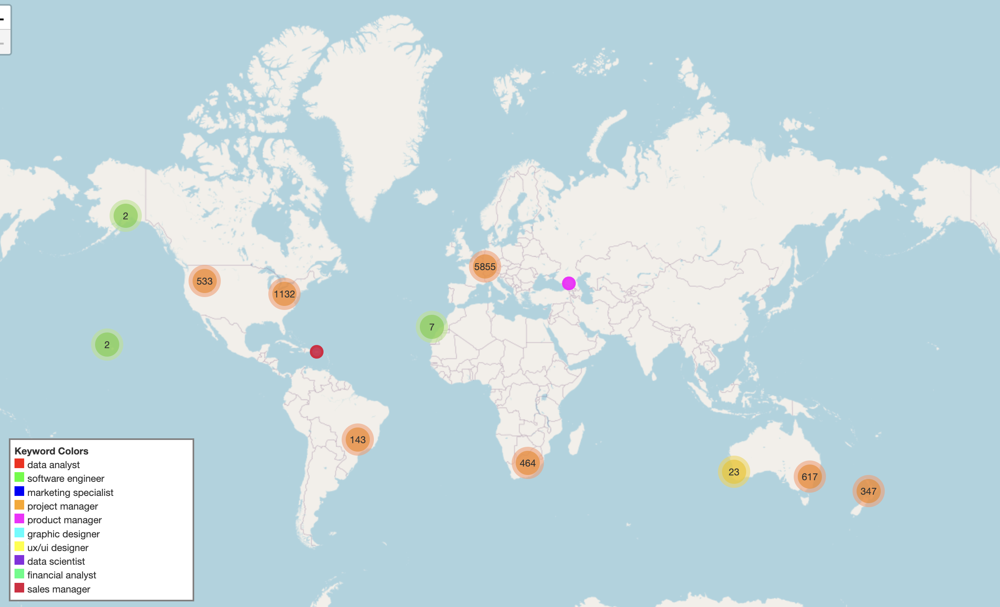 2
5855
533
1132
7
2
143
464
23
617
347
Keyword Colors
data analyst
software engineer
marketing specialist
project manager
product manager
graphic designer
ux/ui designer
data scientist
financial analyst
sales manager